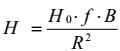 H = H₀·f·B / R²